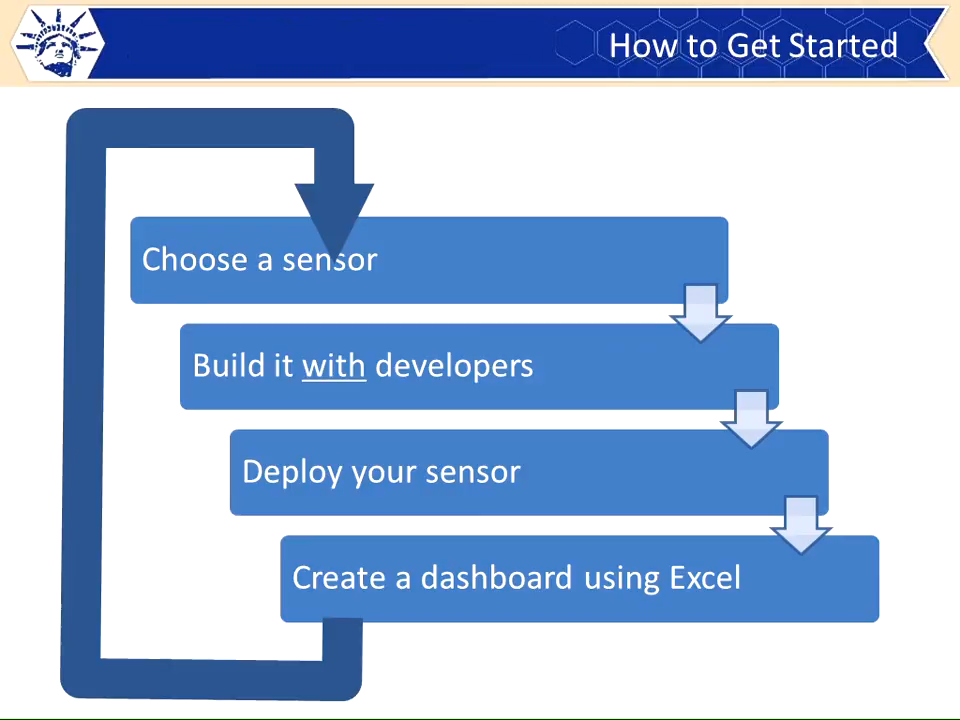 How to Get Started
Choose a sensor
Build it with developers
Deploy your sensor
Create a dashboard using Excel